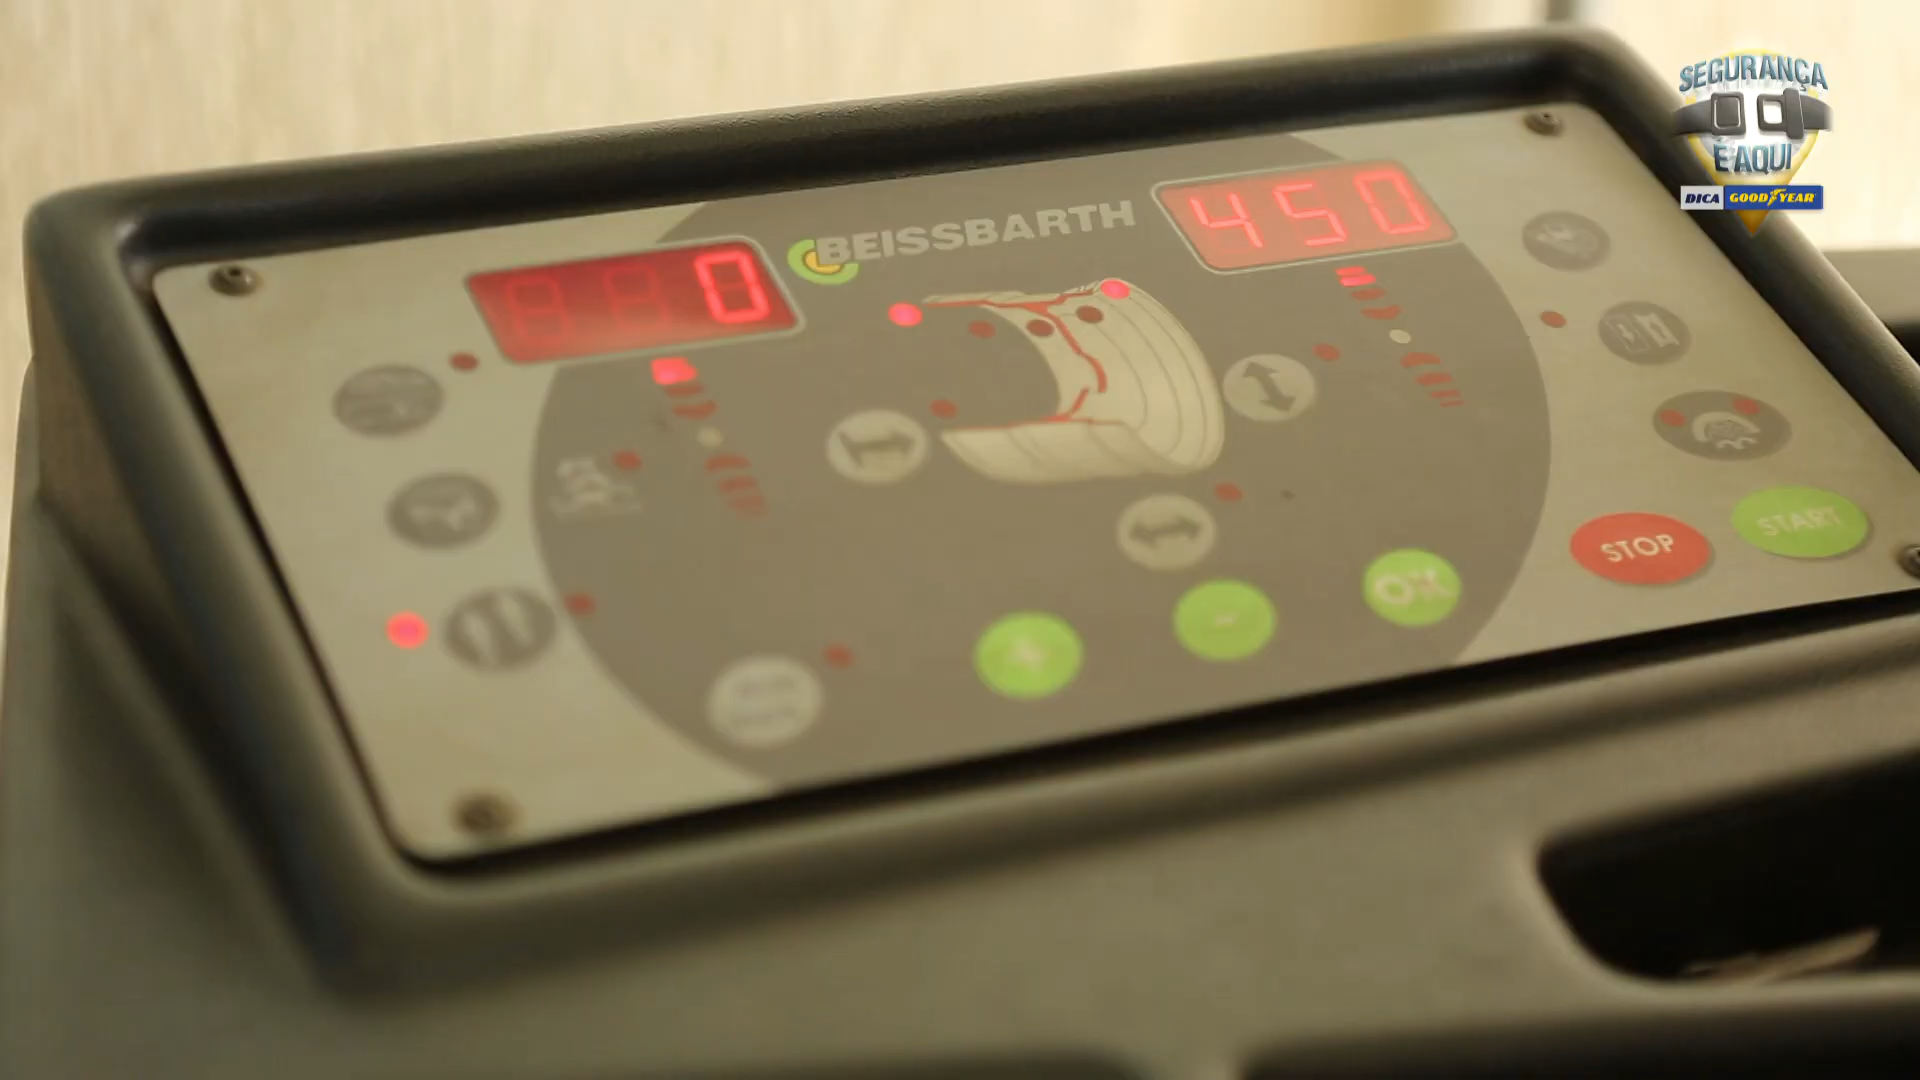 SEGURANÇA
É AQUI
DICA GOODYEAR
BEISSBARTH
450
0
START
STOP
OK
-
+